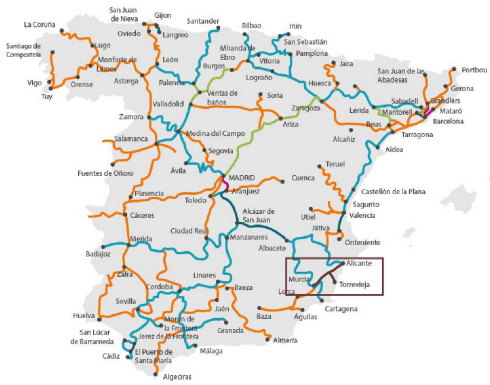 San Juan
de Nieva
Gijon
Santander
Bilbao
Irún
La Coruña
Oviedo
Langreo
San Sebastián
Lugo
Miranda de
Ebro
Pamplona
Santiago de
Compostela
Monforte de
Lemos
León
Burgos
Vitoria
Jaca
San Juan de las
Abadesas
Portbou
Astorga
Palencia
Logroño
Huesca
Gerona
Vigo
Orense
Ventas de
baños
Soria
Sabadell
Granollers
Tuy
Valladolid
Zaragoza
Lérida
Martorell
Mataró
Zamora
Ariza
Reus
Barcelona
Medina del Campo
Tarragona
Salamanca
Segovia
Alcañiz
Aldea
Fuentes de Oñoro
Ávila
MADRID
Teruel
Plasencia
Aranjuez
Cuenca
Castellón de la Plana
Toledo
Sagunto
Cáceres
Alcázar de
San Juan
Utiel
Valencia
Ciudad Real
Játiva
Merida
Manzanares
Onteniente
Badajoz
Albacete
Zafra
Alicante
Linares
Murcia
Cordoba
Baeza
Torrevieja
Sevilla
Lorca
Huelva
Jaén
Baza
Cartagena
Morón de
la Frontera
Aguilas
San Lucar
de Barrameda
Granada
Jerez de la Frontera
Almería
El Puerto de
Santa María
Málaga
Cádiz
Algeciras